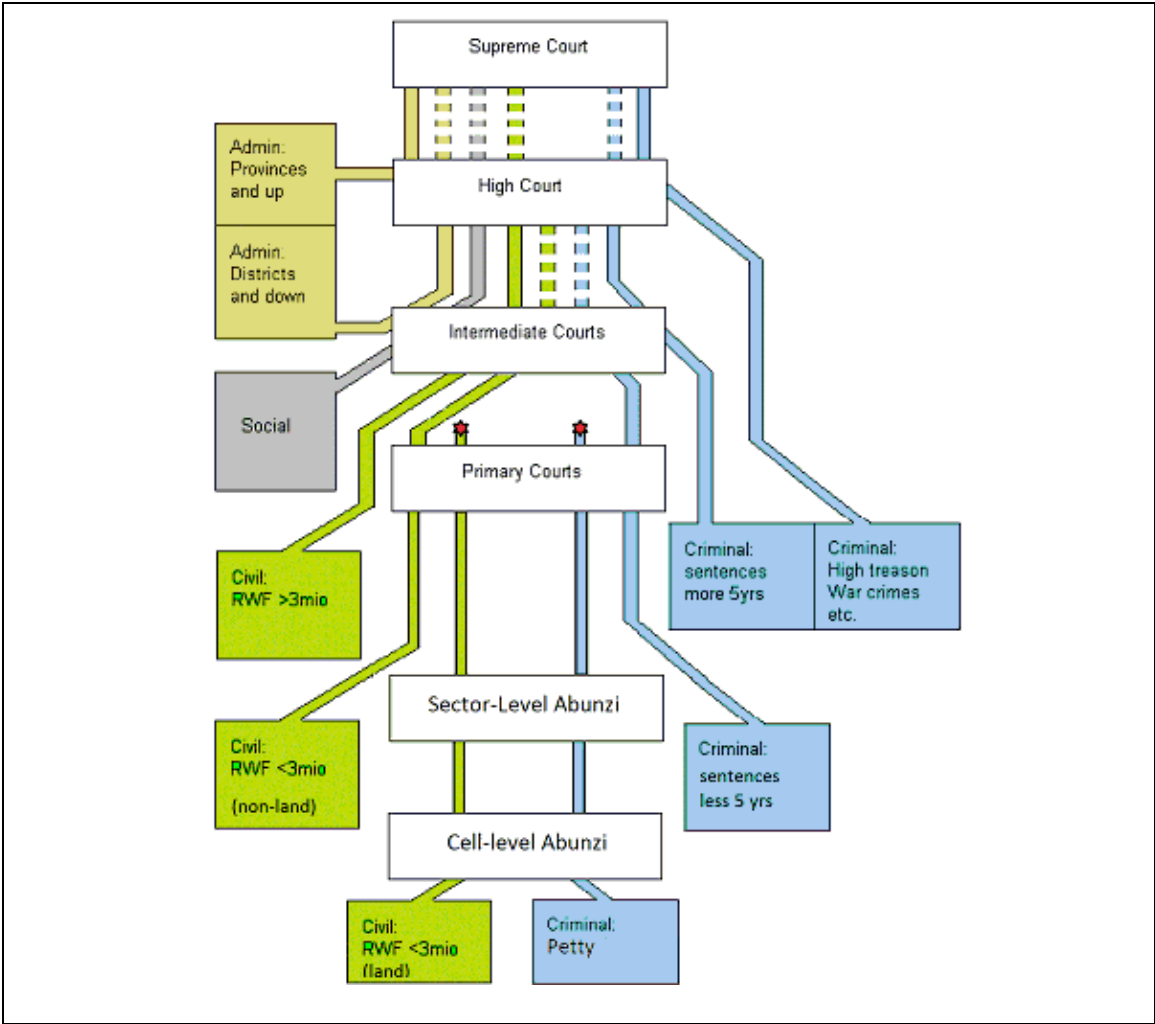 Supreme Court
Admin:
Provinces
and up
High Court
Admin:
Districts
and down
Intermediate Courts
Social
Primary Courts
Civil:
RWF >3mio
Criminal:
sentences
more 5yrs
Criminal:
High treason
War crimes
etc.
Sector-Level Abunzi
Civil:
RWF <3mio
(non-land)
Criminal:
sentences
less 5 yrs
Cell-level Abunzi
Civil:
RWF <3mio
(land)
Criminal:
Petty